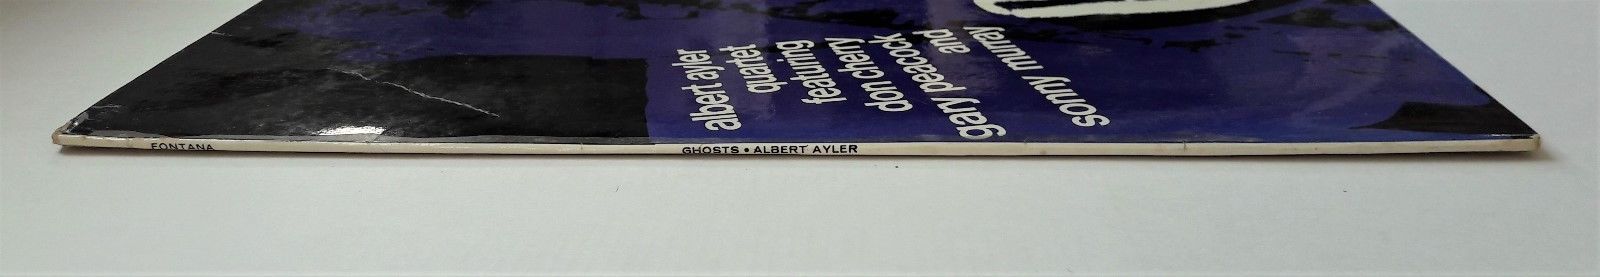 albert ayler
quartet
featuring
don cherry
gary peacock
and
sonny murray
FONTANA
GHOSTS • ALBERT AYLER